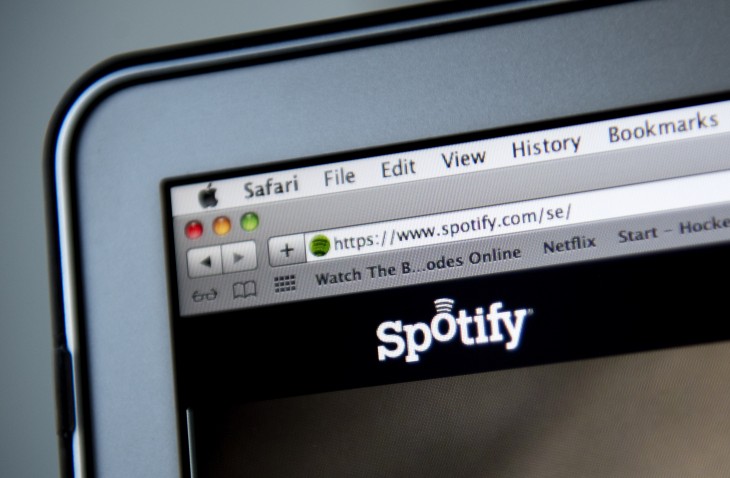 Safari File Edit View History Bookmarks
https://www.spotify.com/se/
Watch The B...odes Online Netflix Start – Hocke
Spotify